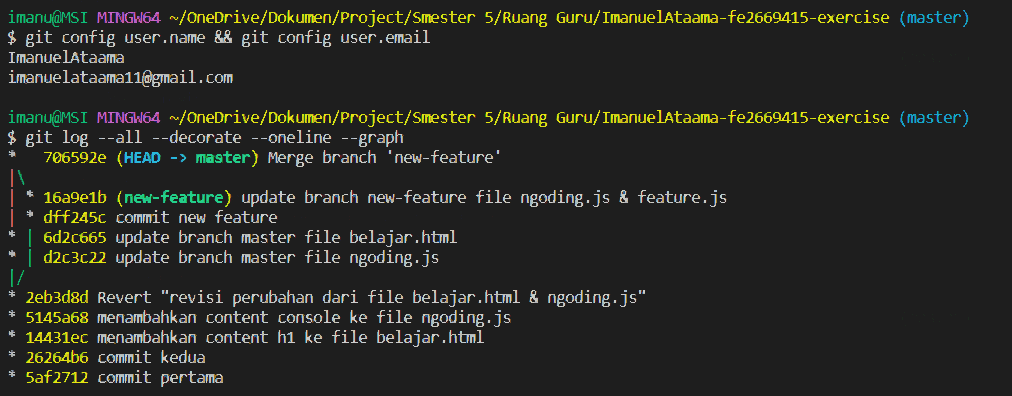 imanu@MSI MINGW64 ~/OneDrive/Dokumen/Project/Smester 5/Ruang Guru/ImanuelAtaama-fe2669415-exercise (master)
$ git config user.name && git config user.email
ImanuelAtaama
imanuelataama11@gmail.com

imanu@MSI MINGW64 ~/OneDrive/Dokumen/Project/Smester 5/Ruang Guru/ImanuelAtaama-fe2669415-exercise (master)
$ git log --all --decorate --oneline --graph
*   706592e (HEAD -> master) Merge branch 'new-feature'
|\
| * 16a9e1b (new-feature) update branch new-feature file ngoding.js & feature.js
| * dff245c commit new feature
* | 6d2c665 update branch master file belajar.html
* | d2c3c22 update branch master file ngoding.js
|/
* 2eb3d8d Revert "revisi perubahan dari file belajar.html & ngoding.js"
* 5145a68 menambahkan content console ke file ngoding.js
* 14431ec menambahkan content h1 ke file belajar.html
* 26264b6 commit kedua
* 5af2712 commit pertama